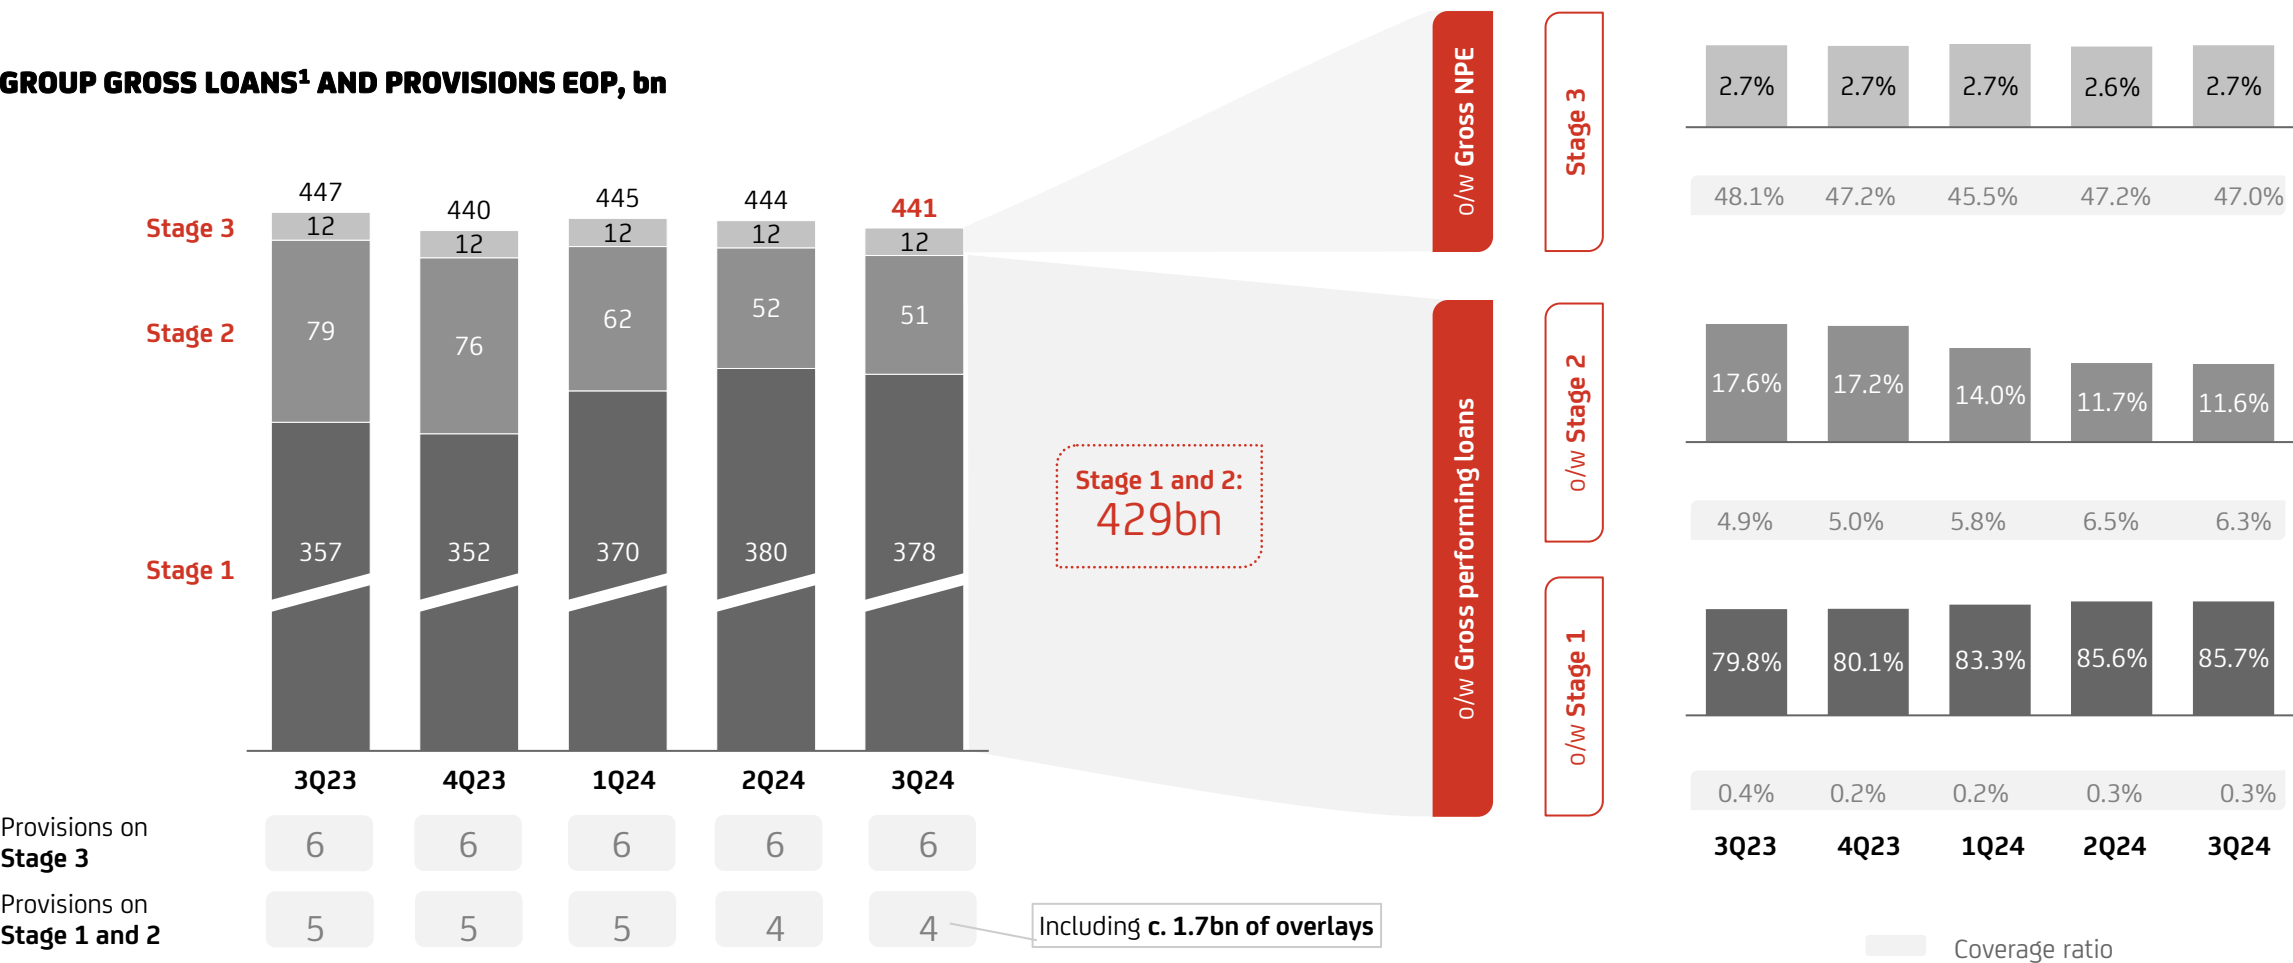 GROUP GROSS LOANS¹ AND PROVISIONS EOP, bn
447
440
445
444
441
Stage 3
12
12
12
12
12
Stage 2
79
76
62
52
51
Stage 1
357
352
370
380
378
3Q23
4Q23
1Q24
2Q24
3Q24
Provisions on
Stage 3
6
6
6
6
6
Provisions on
Stage 1 and 2
5
5
5
4
4
Including c. 1.7bn of overlays
Stage 1 and 2:
429bn
o/w Gross NPE
Stage 3
2.7%
2.7%
2.7%
2.6%
2.7%
48.1%
47.2%
45.5%
47.2%
47.0%
o/w Gross performing loans
o/w Stage 2
17.6%
17.2%
14.0%
11.7%
11.6%
4.9%
5.0%
5.8%
6.5%
6.3%
o/w Stage 1
79.8%
80.1%
83.3%
85.6%
85.7%
0.4%
0.2%
0.2%
0.3%
0.3%
3Q23
4Q23
1Q24
2Q24
3Q24
Coverage ratio